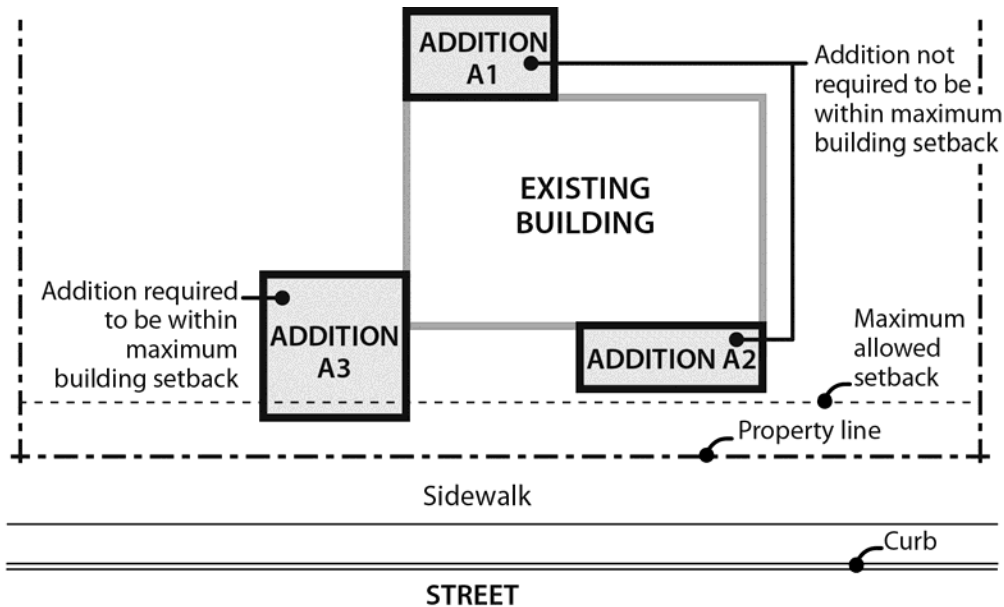 ADDITION
A1
Addition not
required to be
within maximum
building setback
EXISTING
BUILDING
Addition required
to be within
maximum
building setback
ADDITION
A3
ADDITION A2
Maximum
allowed
setback
Property line
Sidewalk
Curb
STREET